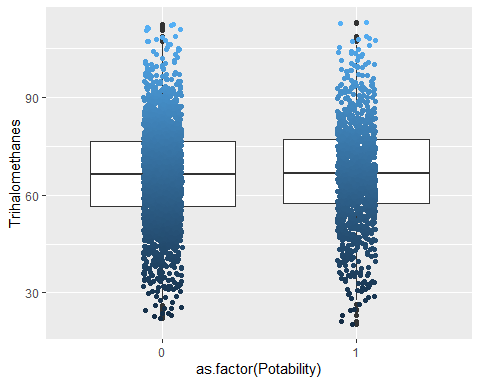 Trihalomethanes
90
60
30
0
1
as.factor(Potability)